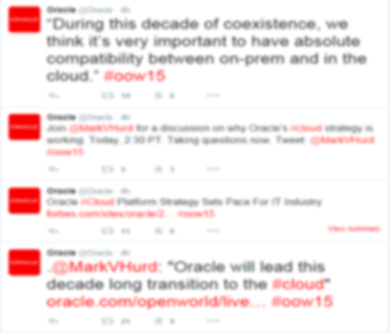 Oracle @Oracle · 4h
"During this decade of coexistence, we
think it's very important to have absolute
compatibility between on-prem and in the
cloud." #oow15
Oracle @Oracle · 4h
Join @MarkVHurd for a discussion on why Oracle's #cloud strategy is
working. Today, 2:30 PT. Taking questions now. Tweet @MarkVHurd
#oow15
Oracle @Oracle · 4h
Oracle #Cloud Platform Strategy Sets Pace For IT Industry
forbes.com/sites/oracle/2... #oow15
View summary
Oracle @Oracle · 4h
.@MarkVHurd: "Oracle will lead this
decade long transition to the #cloud"
oracle.com/openworld/live... #oow15